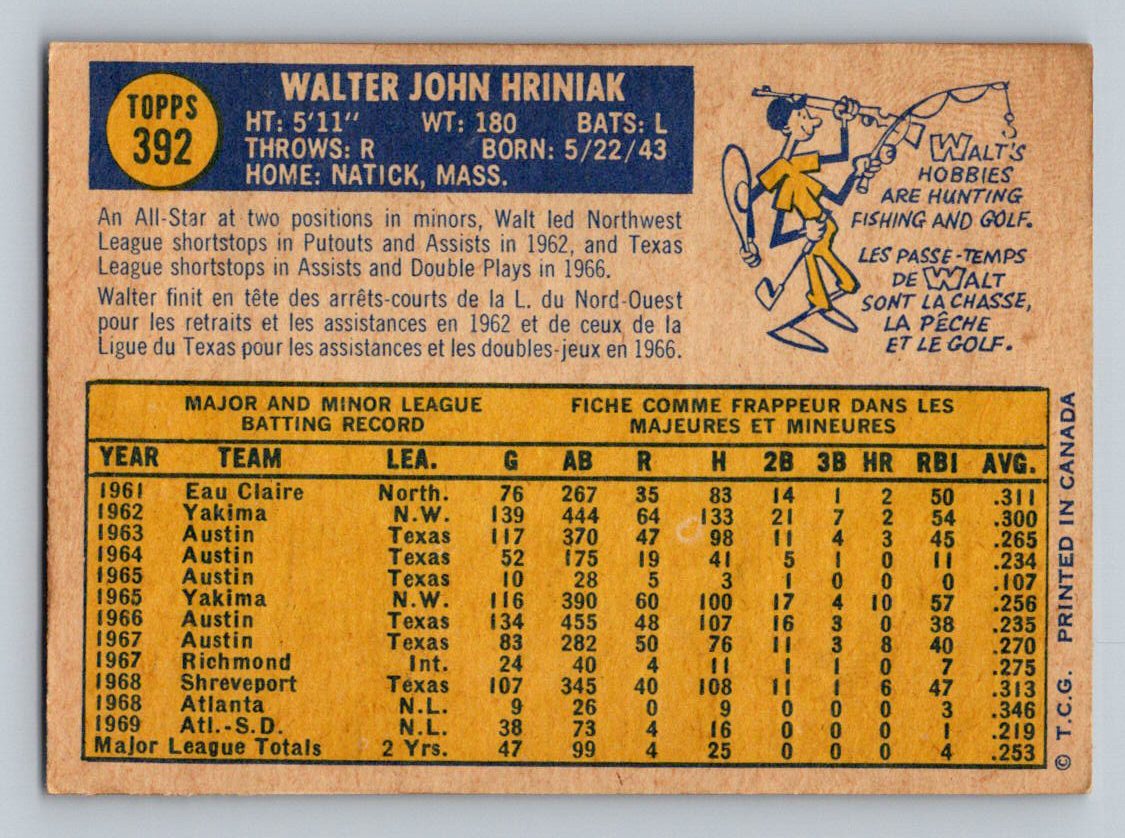 TOPPS
392
WALTER JOHN HRINIAK
HT: 5'11" WT: 180 BATS: L
THROWS: R BORN: 5/22/43
HOME: NATICK, MASS.
An All-Star at two positions in minors, Walt led Northwest
League shortstops in Putouts and Assists in 1962, and Texas
League shortstops in Assists and Double Plays in 1966.
Walter finit en tête des arrêts-courts de la L. du Nord-Ouest
pour les retraits et les assistances en 1962 et de ceux de la
Ligue du Texas pour les assistances et les doubles-jeux en 1966.
WALT'S
HOBBIES
ARE HUNTING
FISHING AND GOLF.
LES PASSE-TEMPS
DE WALT
SONT LA CHASSE,
LA PÊCHE
ET LE GOLF.
MAJOR AND MINOR LEAGUE
BATTING RECORD
FICHE COMME FRAPPEUR DANS LES
MAJEURES ET MINEURES
YEAR TEAM LEA. G AB R H 2B 3B HR RBI AVG.
1961 Eau Claire North. 76 267 35 83 14 1 2 50 .311
1962 Yakima N.W. 139 444 64 133 21 7 2 54 .300
1963 Austin Texas 117 370 47 98 11 4 3 45 .265
1964 Austin Texas 52 175 19 41 5 1 0 11 .234
1965 Austin Texas 10 28 5 3 1 0 0 0 .107
1965 Yakima N.W. 116 390 60 100 17 4 10 57 .256
1966 Austin Texas 134 455 48 107 16 3 0 38 .235
1967 Austin Texas 83 282 50 76 11 3 8 40 .270
1967 Richmond Int. 24 40 4 11 1 1 0 7 .275
1968 Shreveport Texas 107 345 40 108 11 1 6 47 .313
1968 Atlanta N.L. 9 26 0 9 0 0 0 3 .346
1969 Atl.-S.D. N.L. 38 73 4 16 0 0 0 1 .219
Major League Totals 2 Yrs. 47 99 4 25 0 0 0 4 .253
© T.C.G. PRINTED IN CANADA